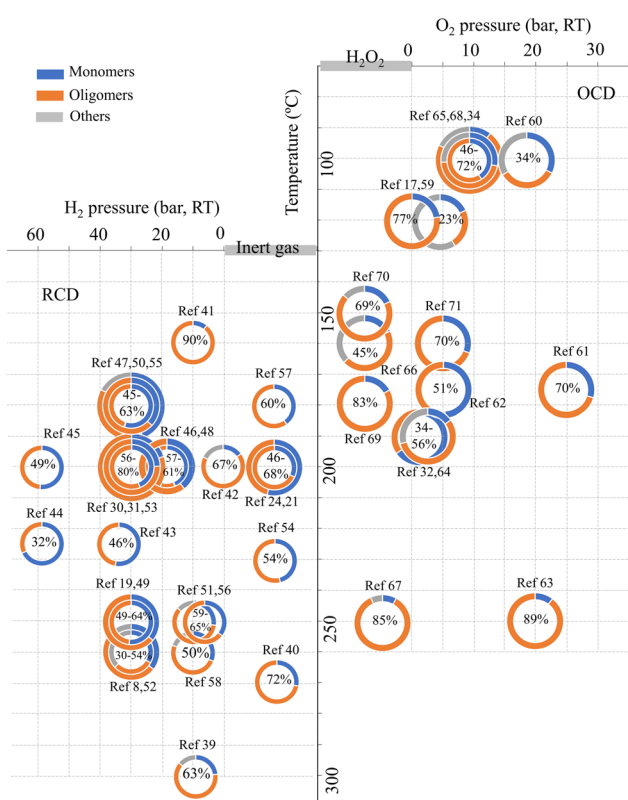 O2 pressure (bar, RT)
H2O2
0 10 20 30
Monomers
Oligomers
Others
OCD
Ref 65,68,34
Ref 60
46-
72%
34%
Temperature (ºC)
100
Ref 17,59
77%
23%
H2 pressure (bar, RT)
60 40 20 0
Inert gas
RCD
Ref 70
69%
Ref 41
90%
150
Ref 71
70%
45%
Ref 47,50,55
45-
63%
Ref 57
60%
Ref 66
Ref 61
70%
83%
51%
Ref 62
Ref 69
Ref 45
49%
Ref 46,48
56-
80%
57-
61%
67%
Ref 42
46-
68%
Ref 24,21
34-
56%
Ref 32,64
200
Ref 30,31,53
Ref 44
32%
Ref 43
46%
Ref 54
54%
Ref 19,49
49-64%
Ref 51,56
59-
65%
Ref 67
85%
Ref 63
89%
250
30-54%
Ref 8,52
50%
Ref 58
Ref 40
72%
Ref 39
63%
300